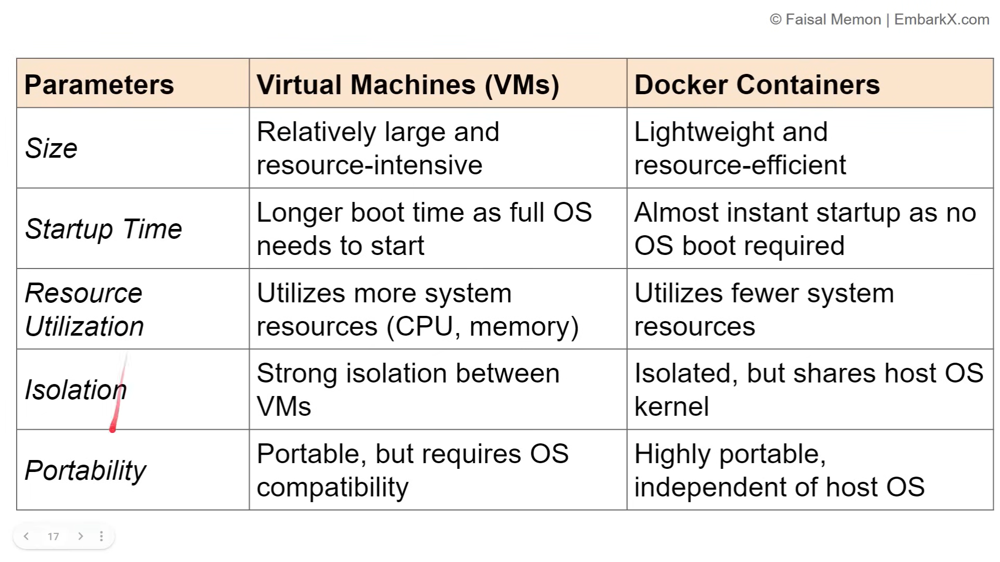 © Faisal Memon | EmbarkX.com
Parameters
Virtual Machines (VMs)
Docker Containers
Size
Relatively large and
resource-intensive
Lightweight and
resource-efficient
Startup Time
Longer boot time as full OS
needs to start
Almost instant startup as no
OS boot required
Resource
Utilization
Utilizes more system
resources (CPU, memory)
Utilizes fewer system
resources
Isolation
Strong isolation between
VMs
Isolated, but shares host OS
kernel
Portability
Portable, but requires OS
compatibility
Highly portable,
independent of host OS
17